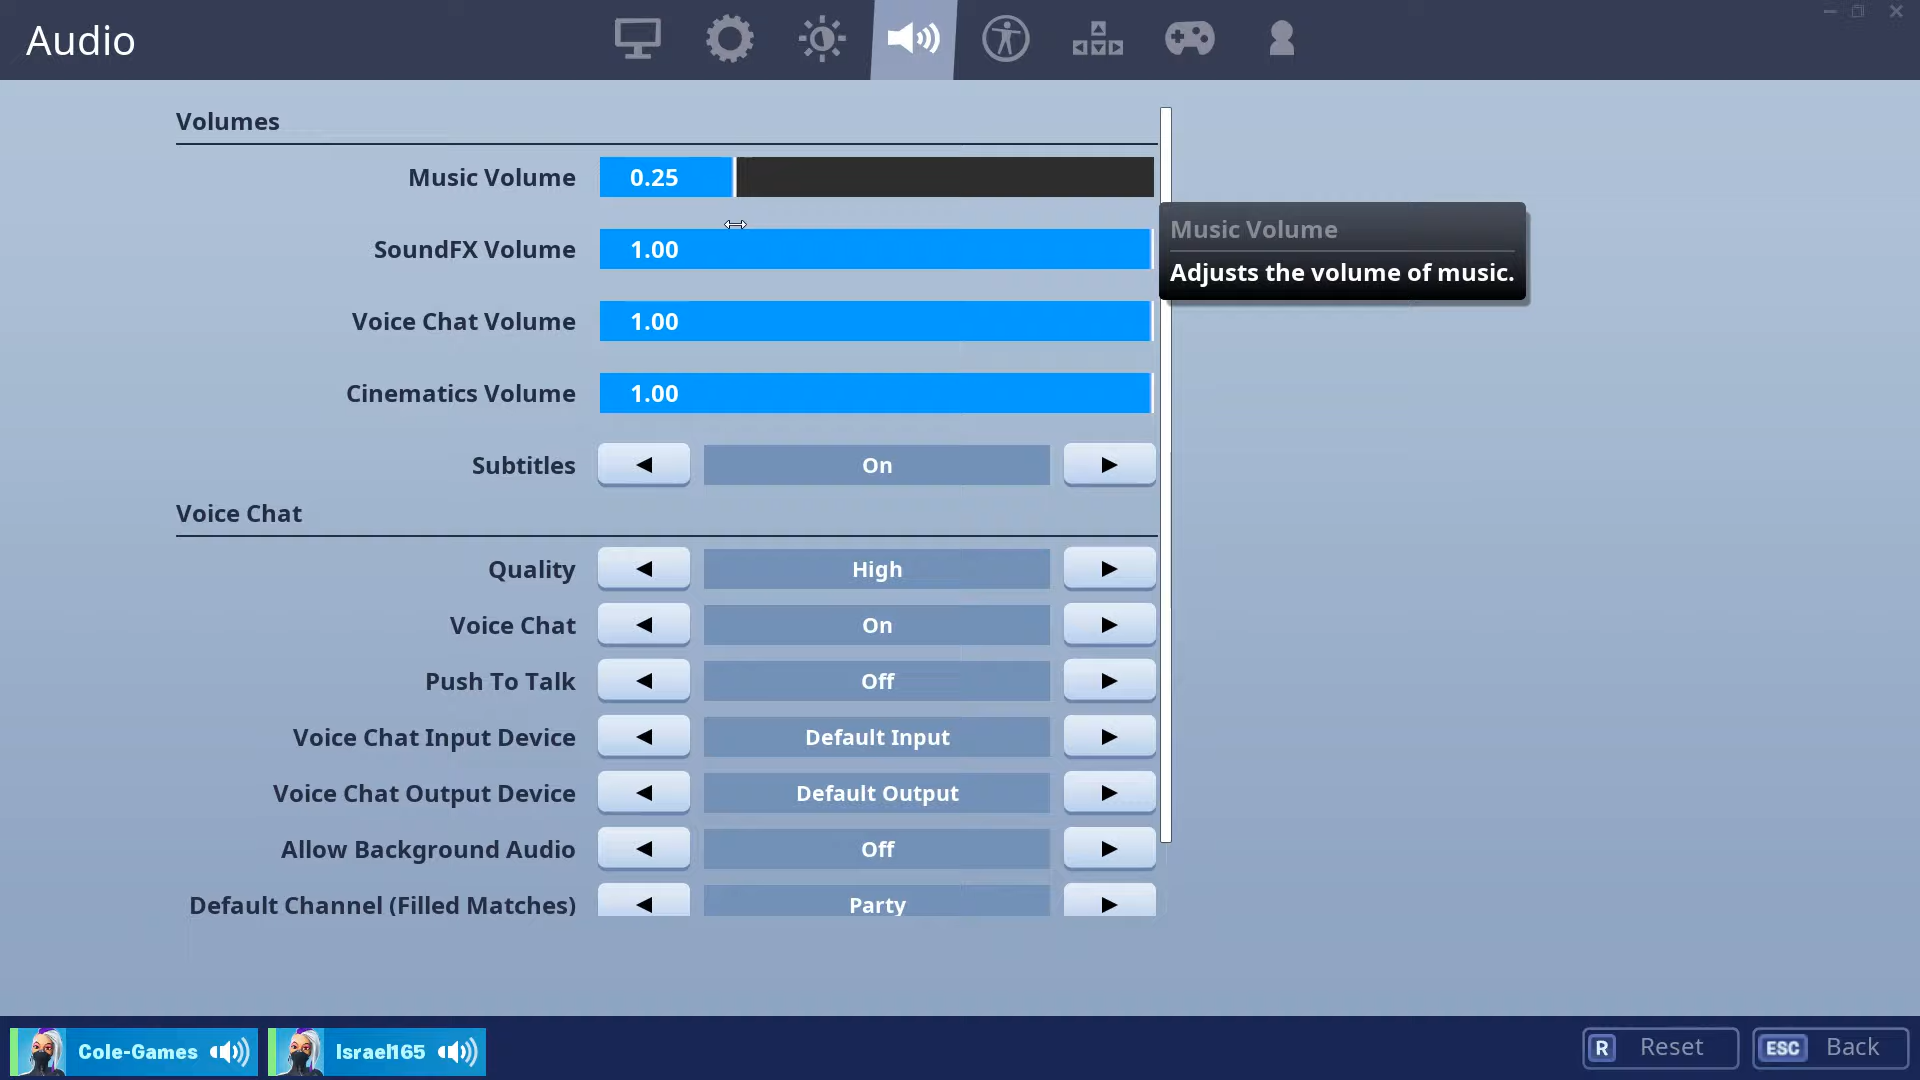 Audio
Volumes
Music Volume 0.25
Music Volume
Adjusts the volume of music.
SoundFX Volume 1.00
Voice Chat Volume 1.00
Cinematics Volume 1.00
Subtitles On
Voice Chat
Quality High
Voice Chat On
Push To Talk Off
Voice Chat Input Device Default Input
Voice Chat Output Device Default Output
Allow Background Audio Off
Default Channel (Filled Matches) Party
Cole-Games Israel165 R Reset ESC Back